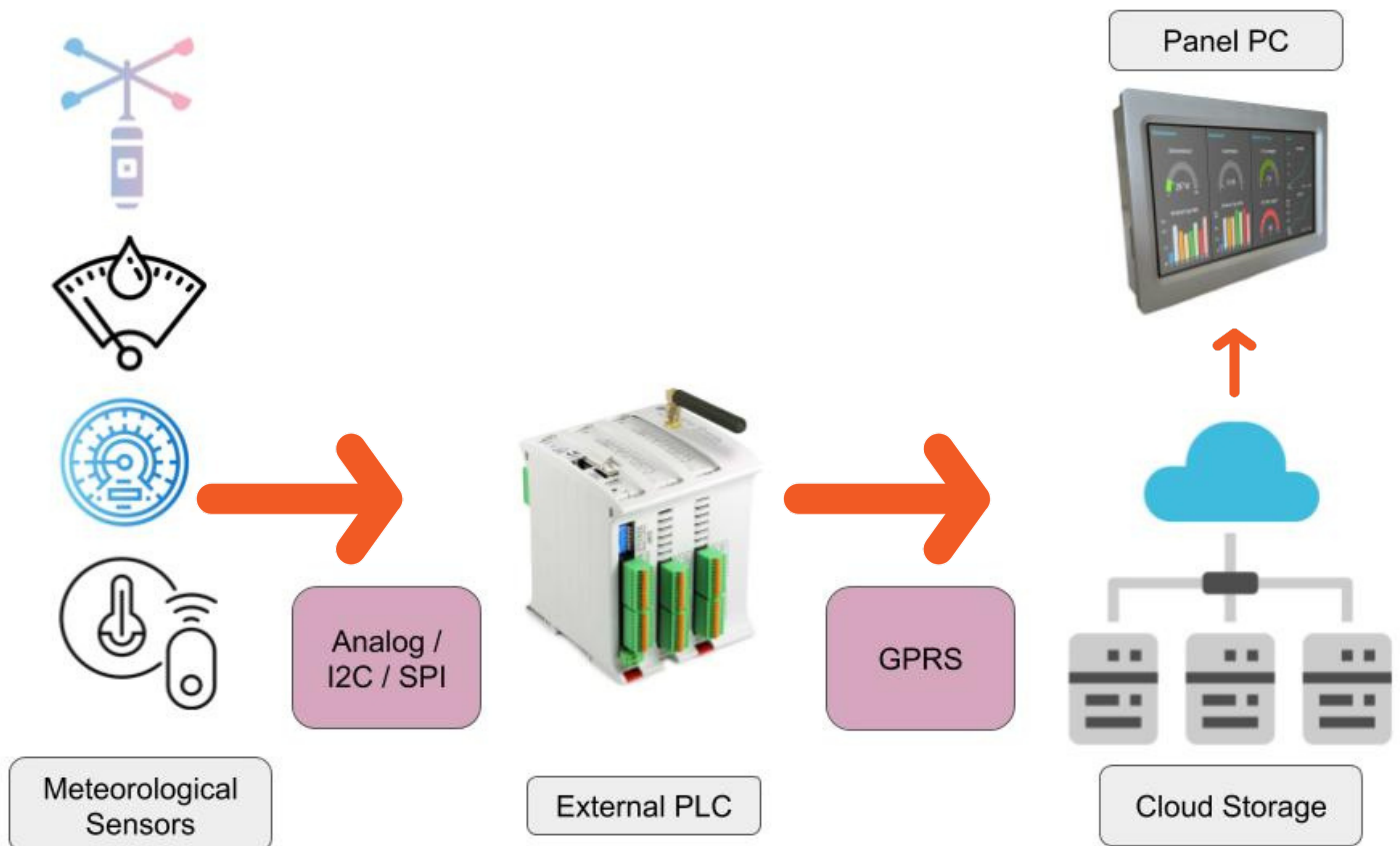 Panel PC
Analog /
I2C / SPI
GPRS
Meteorological
Sensors
External PLC
Cloud Storage